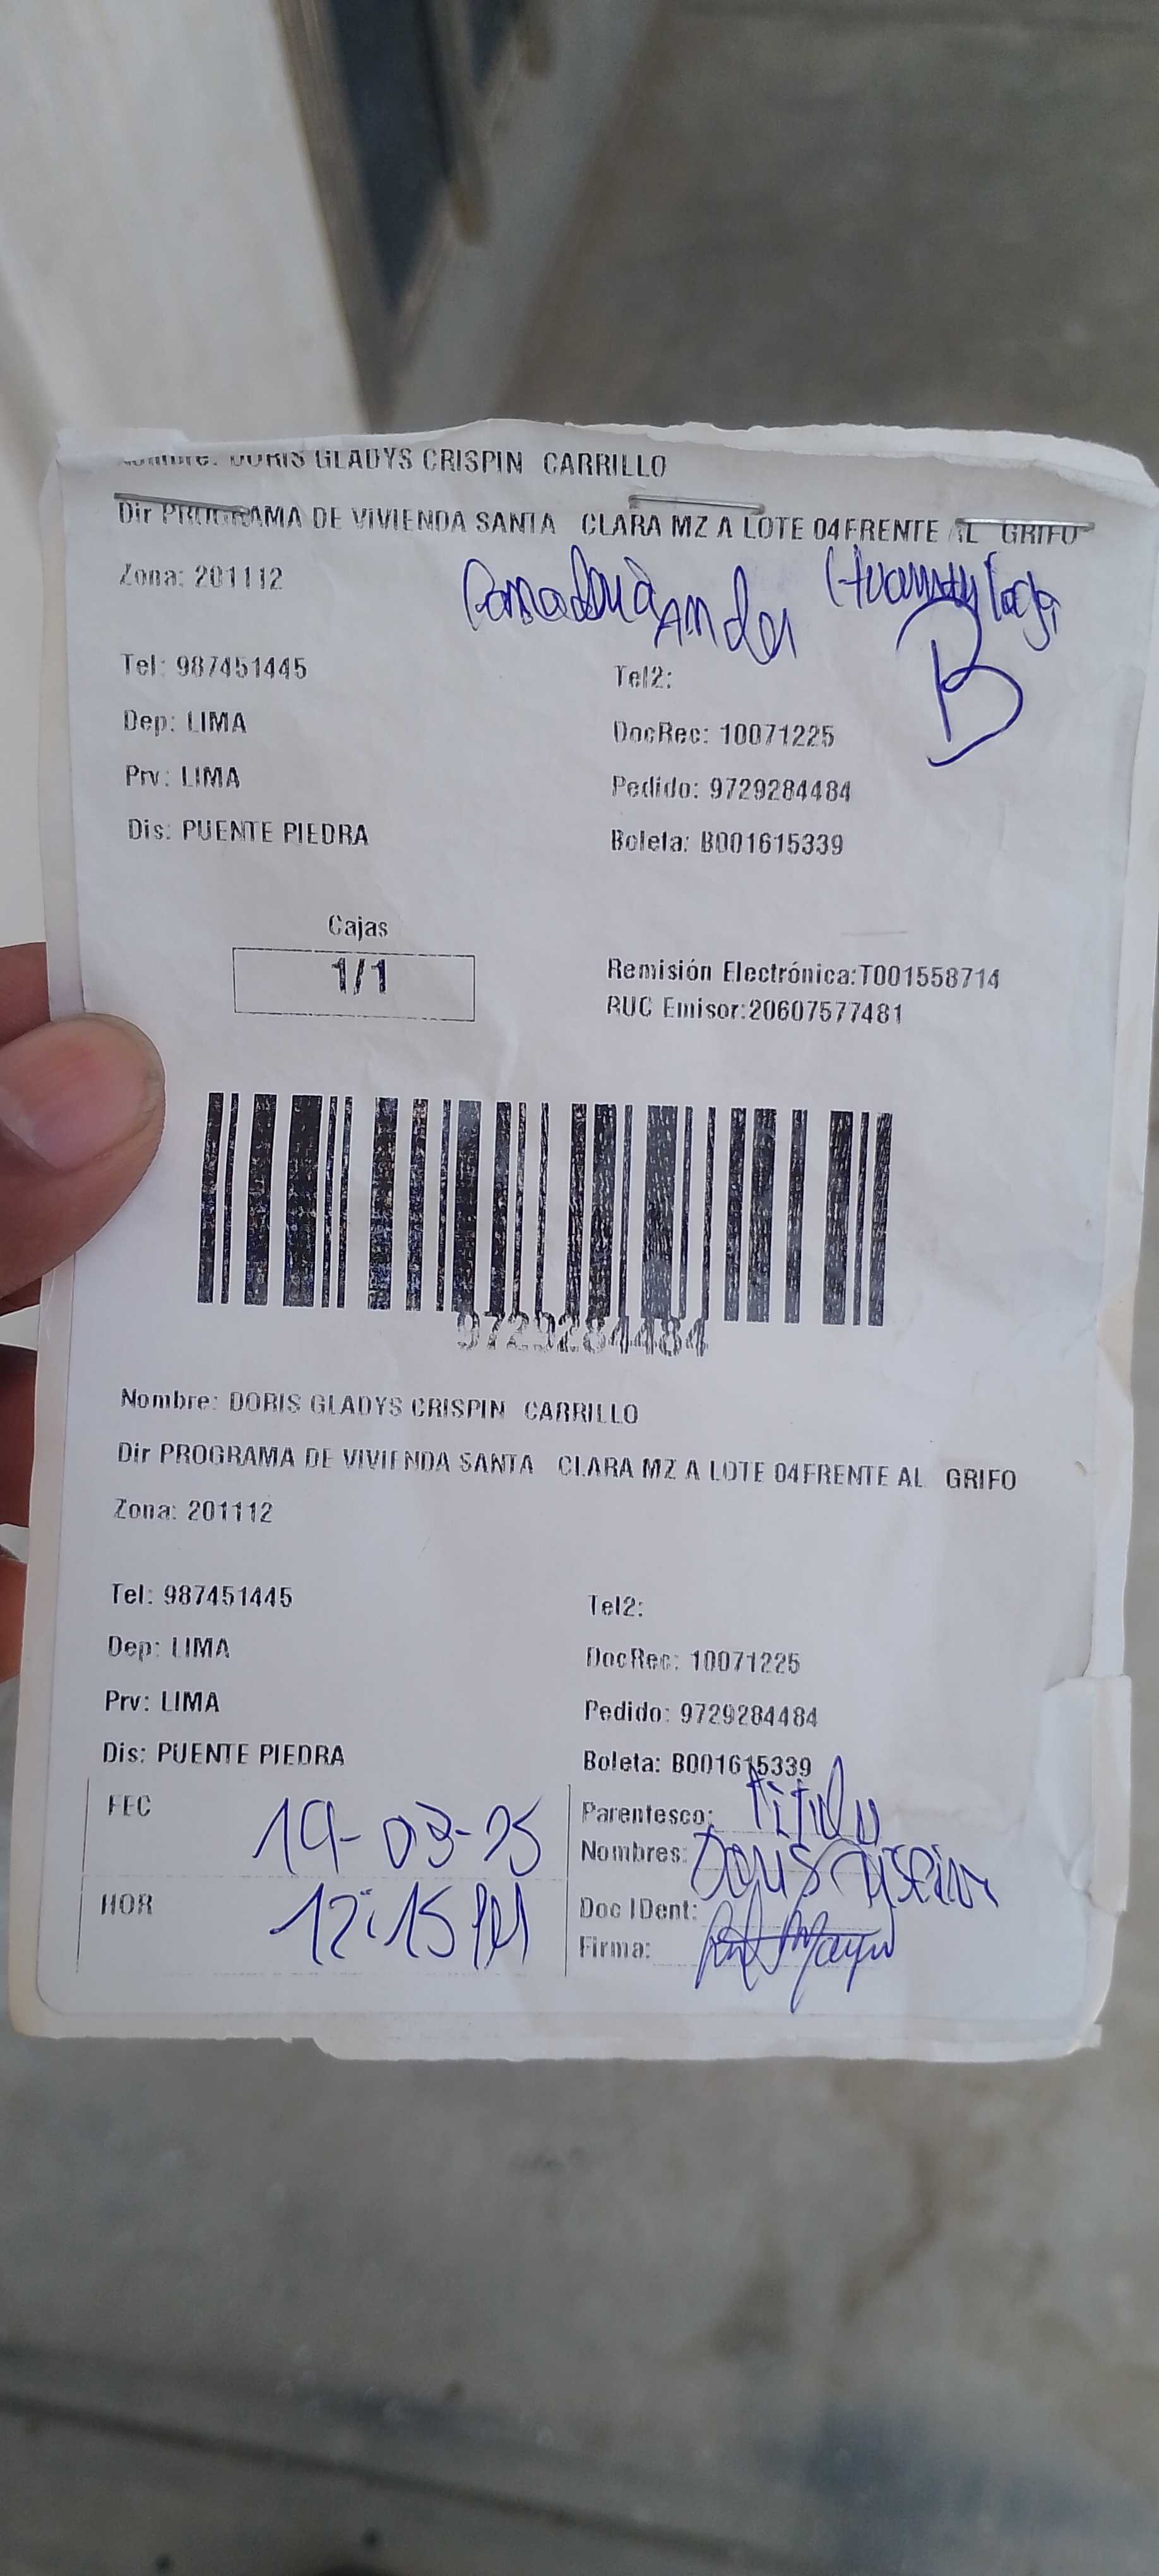 Nombre: DORIS GLADYS CRISPIN CARRILLO
Dir PROGRAMA DE VIVIENDA SANTA CLARA MZ A LOTE 04FRENTE AL GRIFO
Zona: 201112
B
Tel: 987451445 Tel2:
Dep: LIMA DocRec: 10071225
Prv: LIMA Pedido: 9729284484
Dis: PUENTE PIEDRA Boleta: B001615339
Cajas
1/1
Remisión Electrónica:T001558714
RUC Emisor:20607577481
9729284484
Nombre: DORIS GLADYS CRISPIN CARRILLO
Dir PROGRAMA DE VIVIENDA SANTA CLARA MZ A LOTE 04FRENTE AL GRIFO
Zona: 201112
Tel: 987451445 Tel2:
Dep: LIMA DocRec: 10071225
Prv: LIMA Pedido: 9729284484
Dis: PUENTE PIEDRA Boleta: B001615339
FEC 19-03-25
Parentesco:
Nombres: Doris Crispin
HOR 12:15 PM
Doc IDent:
Firma: